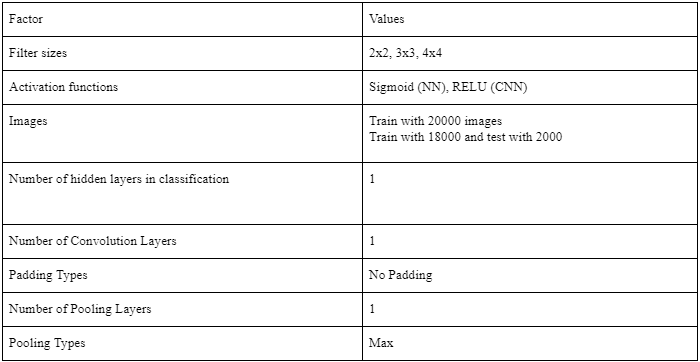 Factor Values
Filter sizes 2x2, 3x3, 4x4
Activation functions Sigmoid (NN), RELU (CNN)
Images Train with 20000 images
Train with 18000 and test with 2000
Number of hidden layers in classification 1
Number of Convolution Layers 1
Padding Types No Padding
Number of Pooling Layers 1
Pooling Types Max